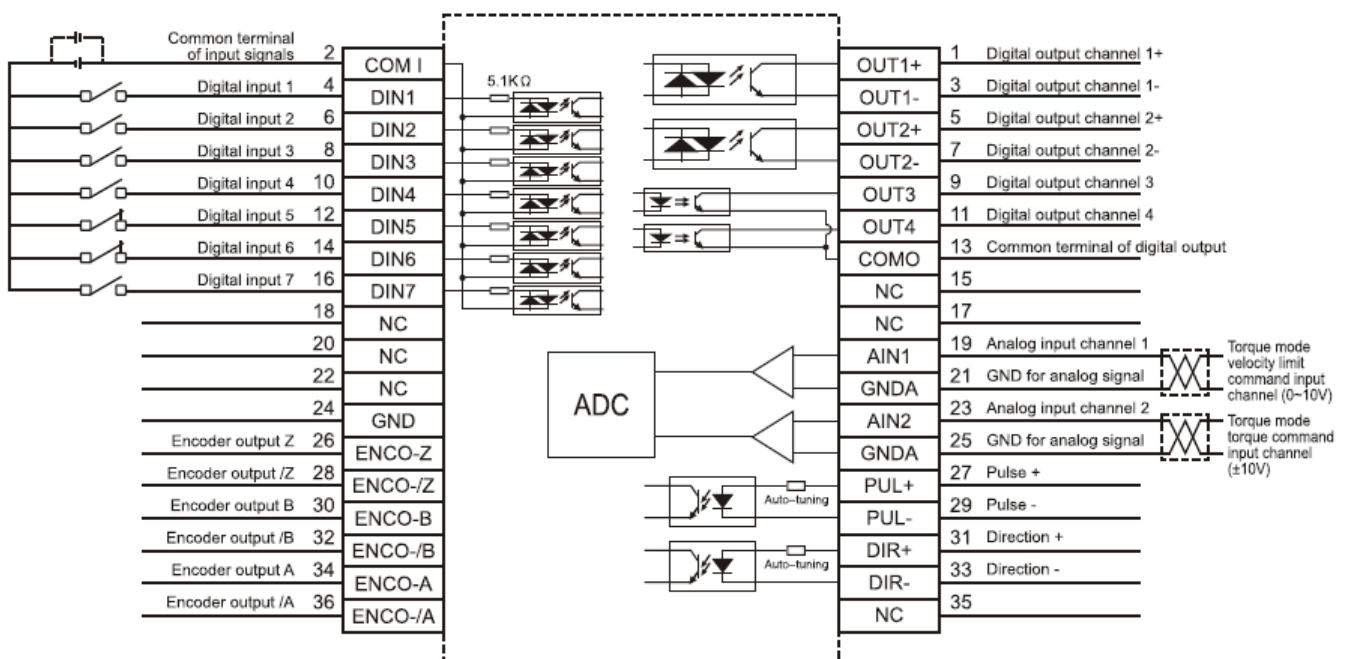 Common terminal
of input signals 2 COM I
Digital input 1 4 DIN1
Digital input 2 6 DIN2
Digital input 3 8 DIN3
Digital input 4 10 DIN4
Digital input 5 12 DIN5
Digital input 6 14 DIN6
Digital input 7 16 DIN7
18 NC
20 NC
22 NC
24 GND
Encoder output Z 26 ENCO-Z
Encoder output /Z 28 ENCO-/Z
Encoder output B 30 ENCO-B
Encoder output /B 32 ENCO-/B
Encoder output A 34 ENCO-A
Encoder output /A 36 ENCO-/A
5.1KΩ
ADC
Auto-tuning
Auto-tuning
OUT1+ 1 Digital output channel 1+
OUT1- 3 Digital output channel 1-
OUT2+ 5 Digital output channel 2+
OUT2- 7 Digital output channel 2-
OUT3 9 Digital output channel 3
OUT4 11 Digital output channel 4
COMO 13 Common terminal of digital output
NC 15
NC 17
AIN1 19 Analog input channel 1
GNDA 21 GND for analog signal
AIN2 23 Analog input channel 2
GNDA 25 GND for analog signal
PUL+ 27 Pulse +
PUL- 29 Pulse -
DIR+ 31 Direction +
DIR- 33 Direction -
NC 35
Torque mode
velocity limit
command input
channel (0~10V)
Torque mode
torque command
input channel
(±10V)